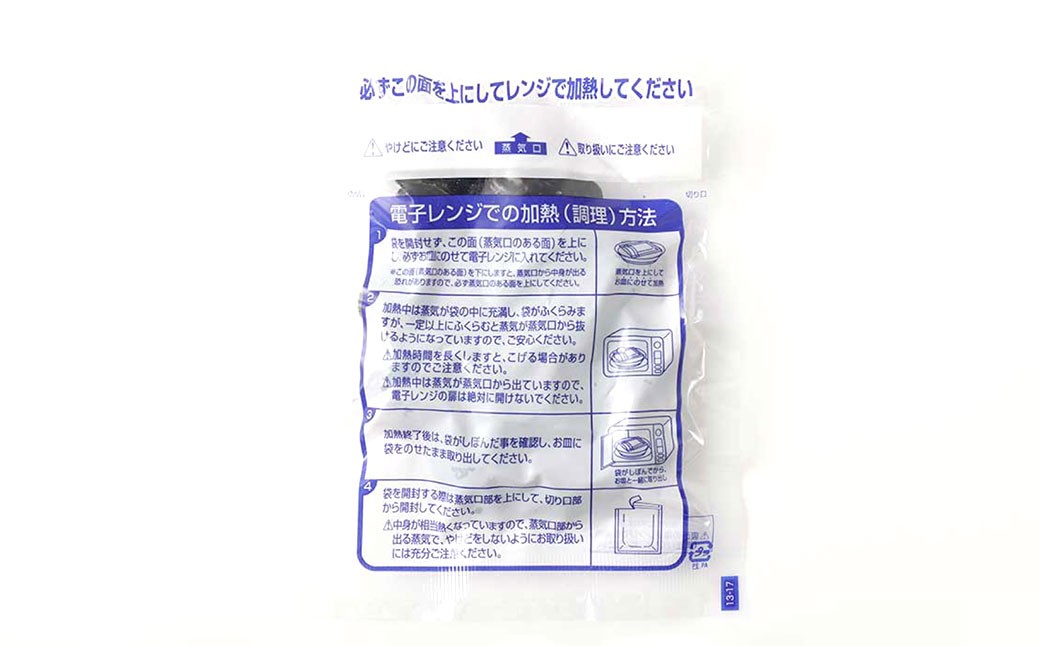 必ずこの面を上にしてレンジで加熱してください
やけどにご注意ください
蒸気口
取り扱いにご注意ください
切り口
電子レンジでの加熱（調理）方法
1
袋を開封せず、この面（蒸気口のある面）を上に
し、必ずお皿にのせて電子レンジに入れてください。
※この面（蒸気口のある面）を下にしますと、蒸気口から中身が出る
恐れがありますので、必ず蒸気口のある面を上にしてください。
蒸気口を上にして
お皿にのせて加熱
2
加熱中は蒸気が袋の中に充満し、袋がふくらみま
すが、一定以上にふくらむと蒸気が蒸気口から抜
けるようになっていますので、ご安心ください。
⚠加熱時間を長くしますと、こげる場合があり
ますのでご注意ください。
⚠加熱中は蒸気が蒸気口から出ていますので、
電子レンジの扉は絶対に開けないでください。
3
加熱終了後は、袋がしぼんだ事を確認し、お皿に
袋をのせたまま取り出してください。
袋がしぼんでから、
お皿と一緒に取り出し
4
袋を開封する際は蒸気口部を上にして、切り口部
から開封してください。
⚠中身が相当熱くなっていますので、蒸気口部から
出る蒸気で、やけどをしないようにお取り扱い
には充分ご注意ください。
プラ
PE, PA
13-17